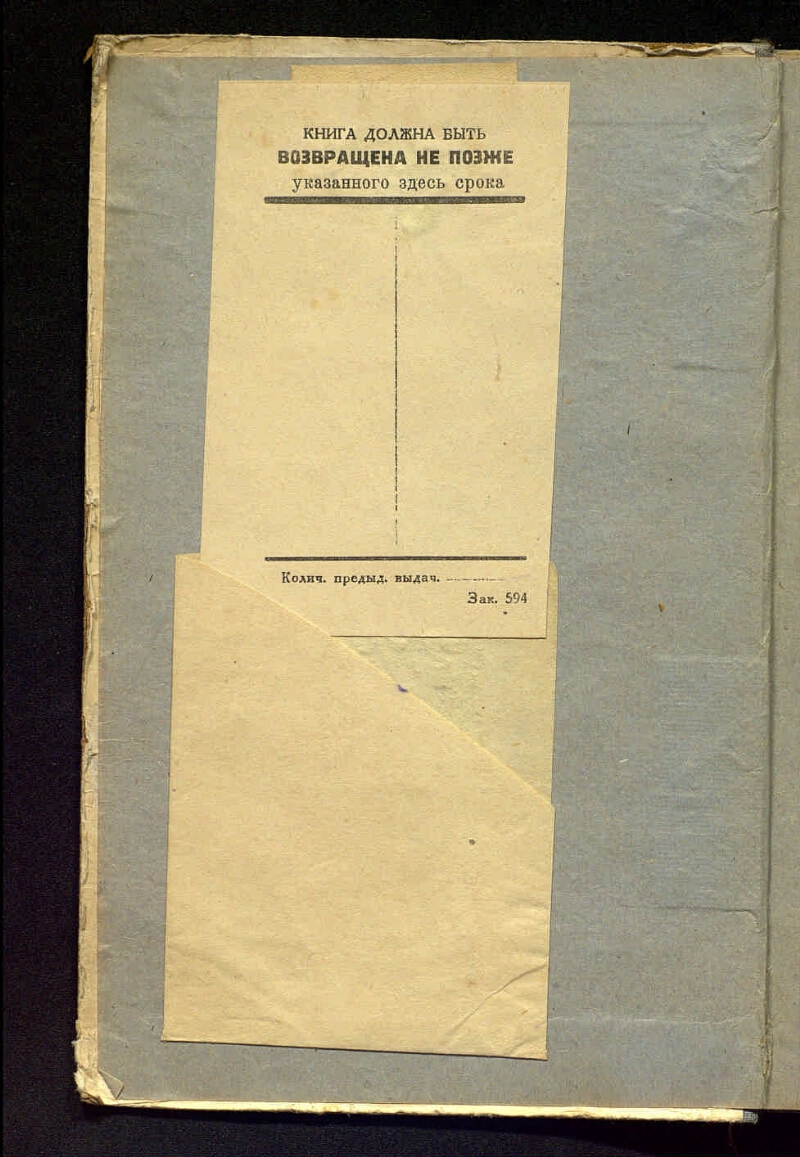 КНИГА ДОЛЖНА БЫТЬ
ВОЗВРАЩЕНА НЕ ПОЗЖЕ
указанного здесь срока
Колич. предыд. выдач.
Зак. 594